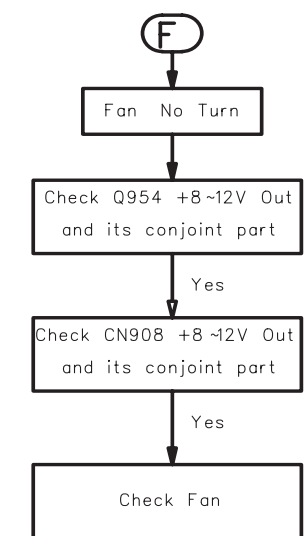 F
Fan No Turn
Check Q954 +8~12V Out
and its conjoint part
Yes
Check CN908 +8~12V Out
and its conjoint part
Yes
Check Fan